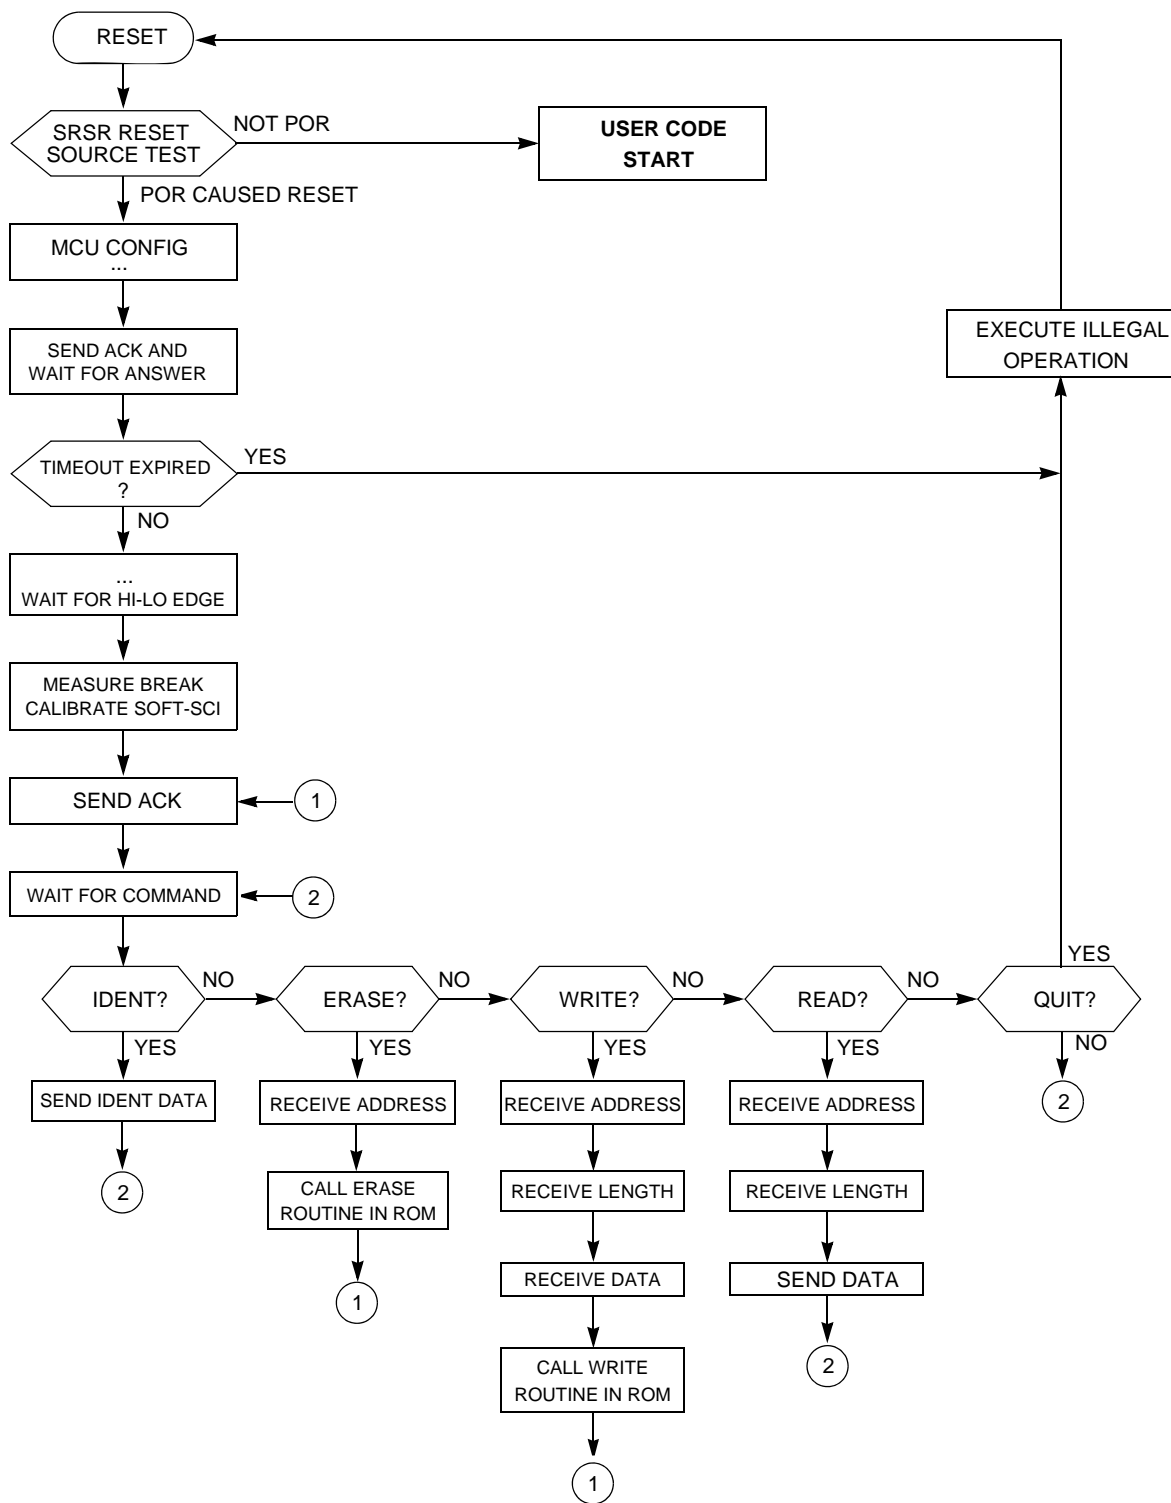 RESET
SRSR RESET
SOURCE TEST
NOT POR
USER CODE
START
POR CAUSED RESET
MCU CONFIG
...
EXECUTE ILLEGAL
OPERATION
SEND ACK AND
WAIT FOR ANSWER
TIMEOUT EXPIRED
?
YES
NO
...
WAIT FOR HI-LO EDGE
MEASURE BREAK
CALIBRATE SOFT-SCI
SEND ACK
1
WAIT FOR COMMAND
2
IDENT?
NO
ERASE?
NO
WRITE?
NO
READ?
NO
QUIT?
YES
YES
YES
YES
YES
NO
SEND IDENT DATA
RECEIVE ADDRESS
RECEIVE ADDRESS
RECEIVE ADDRESS
2
2
CALL ERASE
ROUTINE IN ROM
RECEIVE LENGTH
RECEIVE LENGTH
1
RECEIVE DATA
SEND DATA
CALL WRITE
ROUTINE IN ROM
2
1